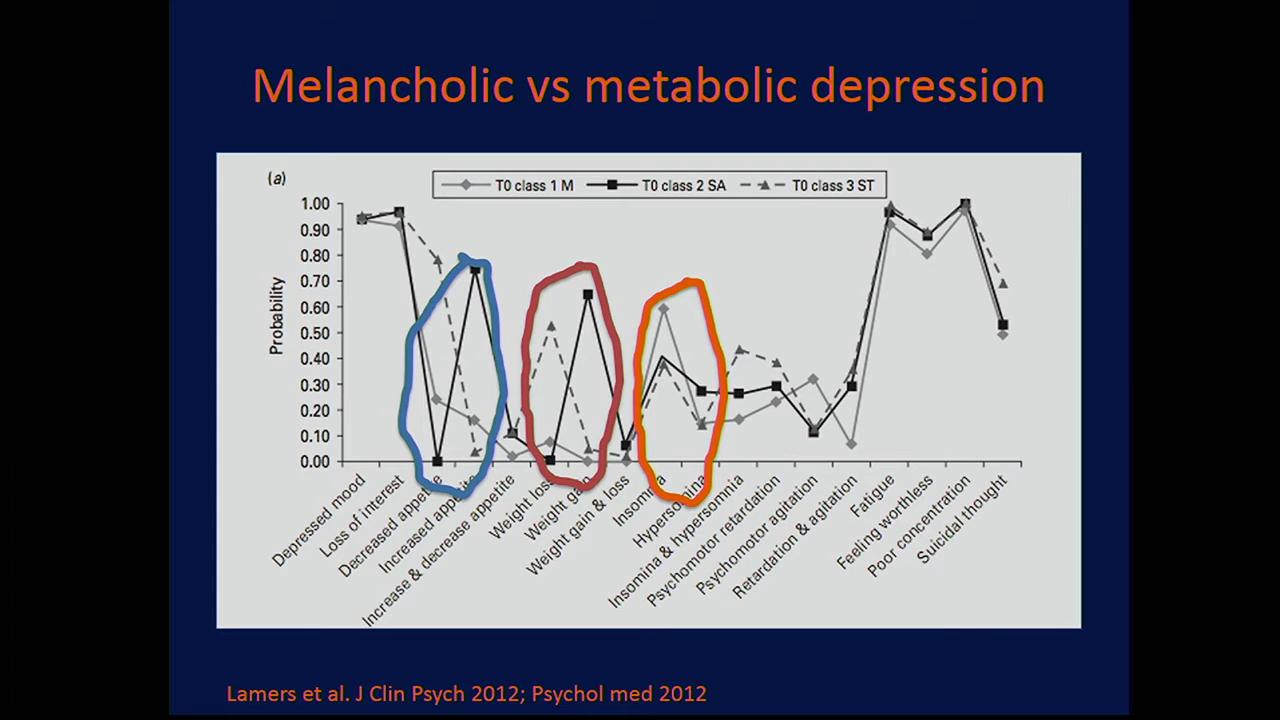 Melancholic vs metabolic depression
(a)
T0 class 1 M
T0 class 2 SA
T0 class 3 ST
Probability
1.00
0.90
0.80
0.70
0.60
0.50
0.40
0.30
0.20
0.10
0.00
Depressed mood
Loss of interest
Decreased appetite
Increased appetite
Increase & decrease appetite
Weight loss
Weight gain
Weight gain & loss
Insomina
Hypersomina
Insomina & hypersomnia
Psychomotor retardation
Psychomotor agitation
Retardation & agitation
Fatigue
Feeling worthless
Poor concentration
Suicidal thought
Lamers et al. J Clin Psych 2012; Psychol med 2012